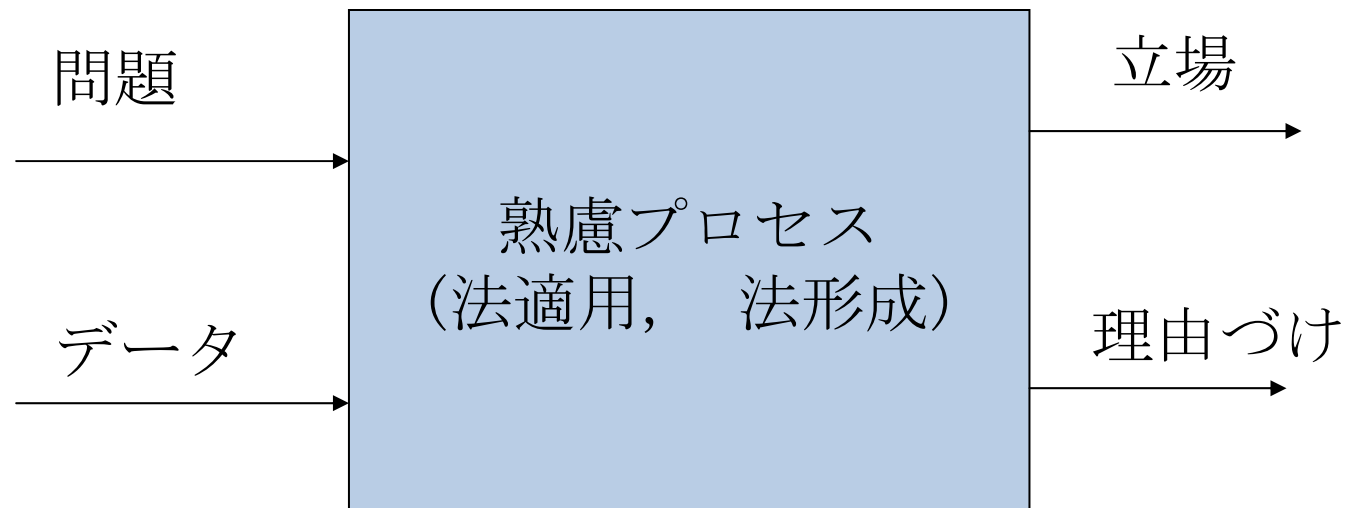 問題
データ
熟慮プロセス
(法適用, 法形成)
立場
理由づけ